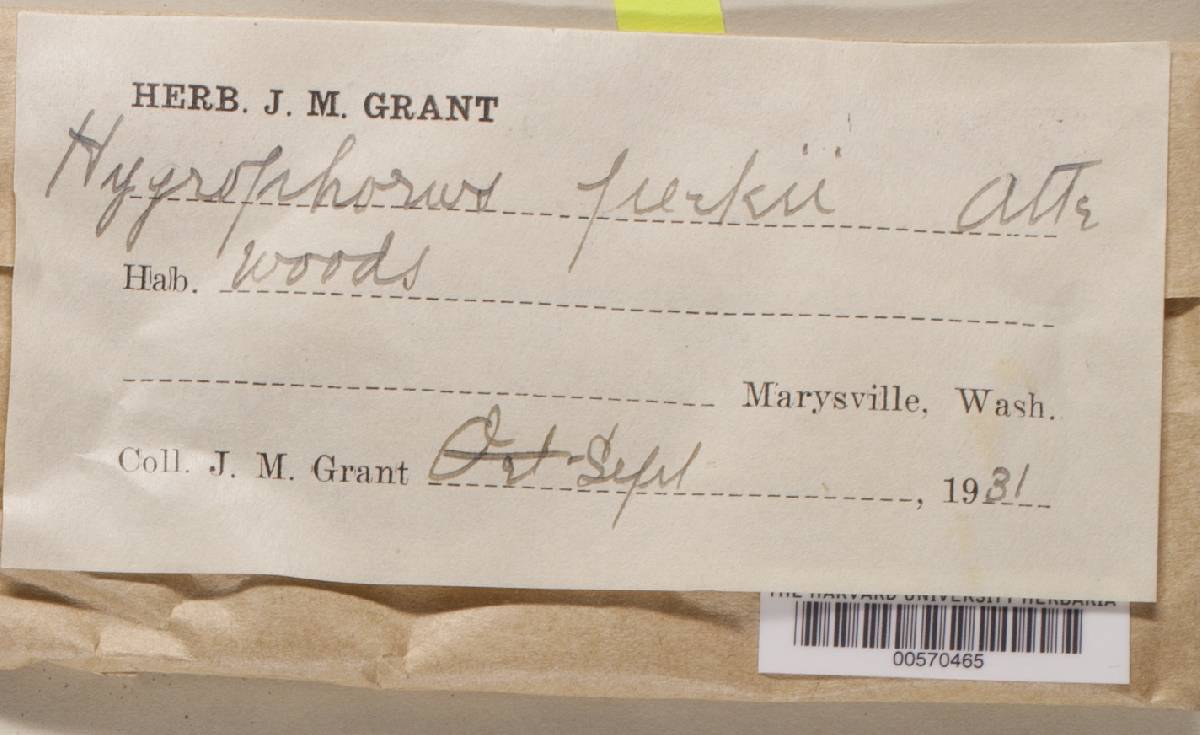 HERB. J. M. GRANT
Hygrophorus peckii Atk
Hab. woods
Marysville, Wash.
Coll. J. M. Grant Oct-Sept, 1931
THE HARVARD UNIVERSITY HERBARIA
00570465